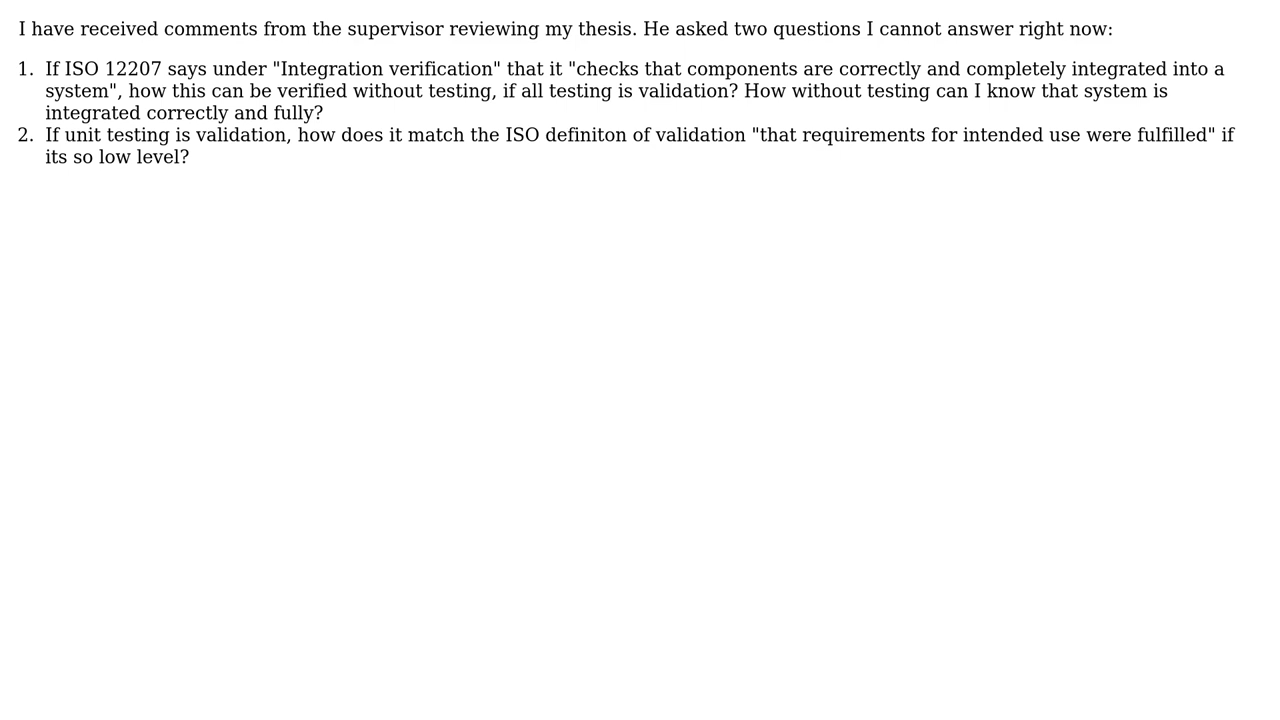 I have received comments from the supervisor reviewing my thesis. He asked two questions I cannot answer right now:
1. If ISO 12207 says under "Integration verification" that it "checks that components are correctly and completely integrated into a
system", how this can be verified without testing, if all testing is validation? How without testing can I know that system is
integrated correctly and fully?
2. If unit testing is validation, how does it match the ISO definiton of validation "that requirements for intended use were fulfilled" if
its so low level?